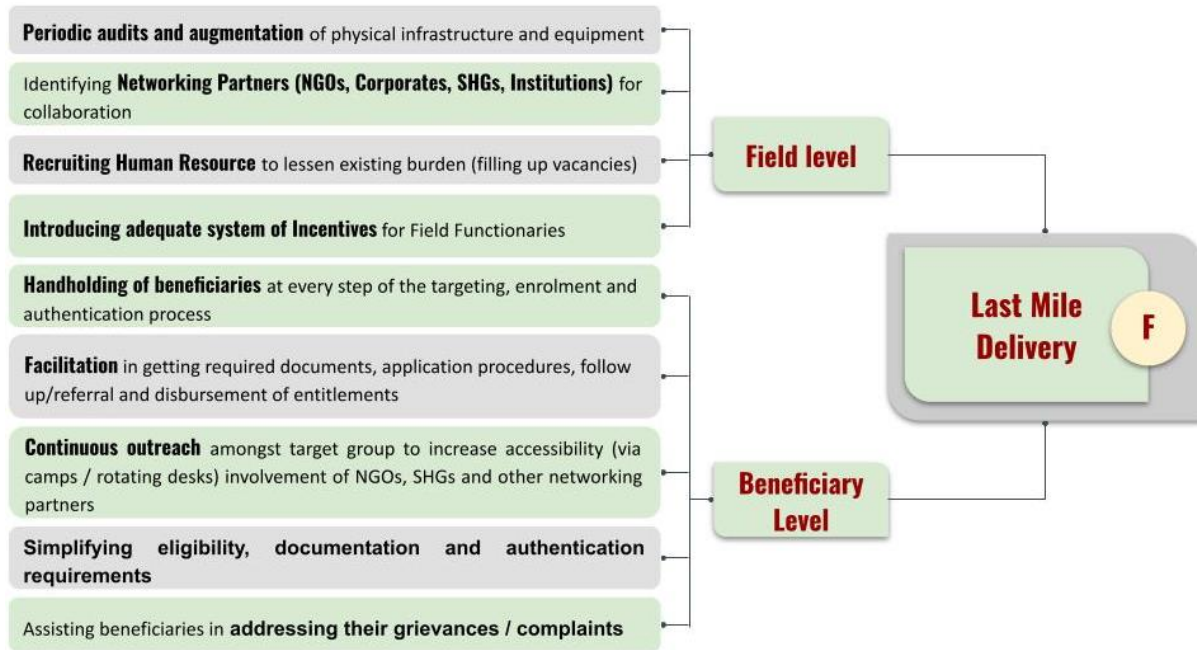 Periodic audits and augmentation of physical infrastructure and equipment
Identifying Networking Partners (NGOs, Corporates, SHGs, Institutions) for
collaboration
Recruiting Human Resource to lessen existing burden (filling up vacancies)
Introducing adequate system of Incentives for Field Functionaries
Field level
Handholding of beneficiaries at every step of the targeting, enrolment and
authentication process
Facilitation in getting required documents, application procedures, follow
up/referral and disbursement of entitlements
Continuous outreach amongst target group to increase accessibility (via
camps / rotating desks) involvement of NGOs, SHGs and other networking
partners
Simplifying eligibility, documentation and authentication
requirements
Assisting beneficiaries in addressing their grievances / complaints
Beneficiary
Level
Last Mile
Delivery
F